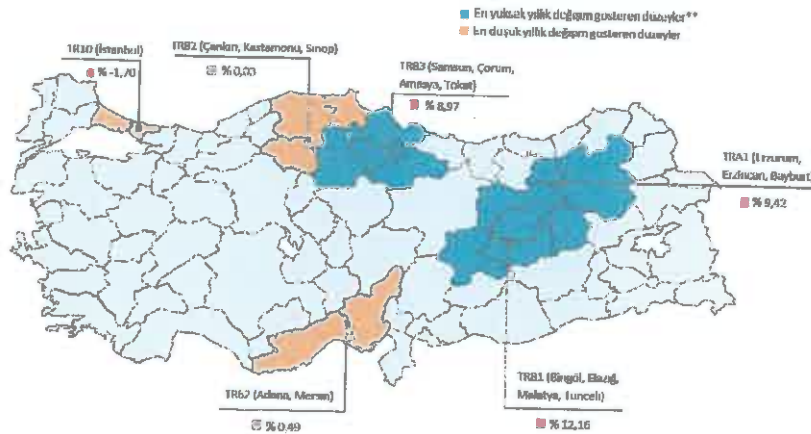 En yüksek yıllık değişim gösteren düzeyler**
En düşük yıllık değişim gösteren düzeyler
TR10 (İstanbul)
% -1,70
TR82 (Çankırı, Kastamonu, Sinop)
% 0,03
TR83 (Samsun, Çorum,
Amasya, Tokat)
% 8,97
TRA1 (Erzurum,
Erzincan, Bayburt)
% 9,42
TR62 (Adana, Mersin)
% 0,49
TRB1 (Bingöl, Elazığ,
Malatya, Tunceli)
% 12,16